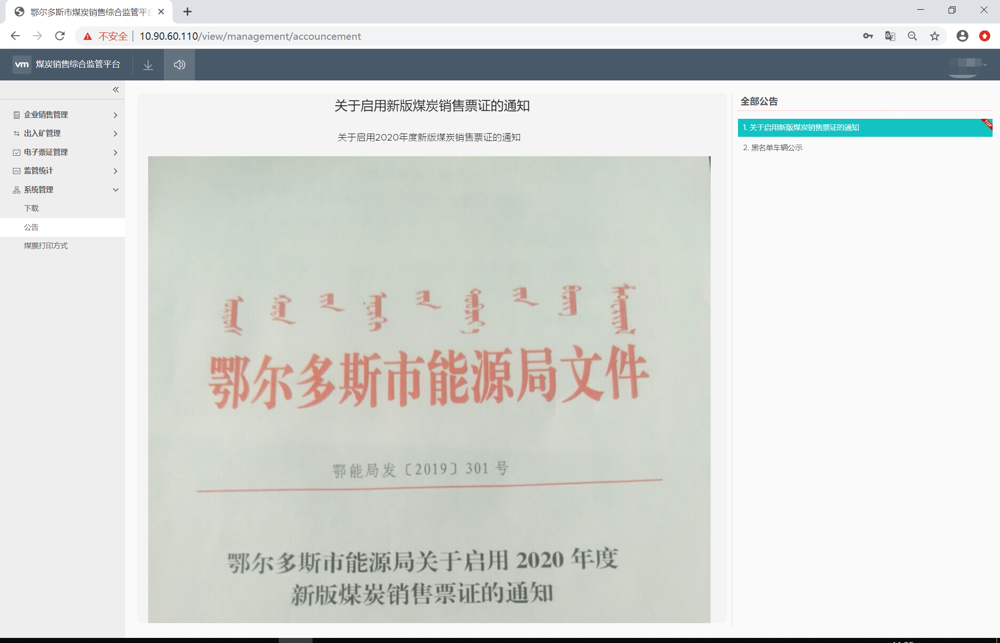 鄂尔多斯市煤炭销售综合监管平
不安全
10.90.60.110/view/management/accouncement
vm
煤炭销售综合监管平台
企业销售管理
出入矿管理
电子票证管理
监管统计
系统管理
下载
公告
煤票打印方式
关于启用新版煤炭销售票证的通知
关于启用2020年度新版煤炭销售票证的通知
鄂尔多斯市能源局文件
鄂能局发〔2019〕301 号
鄂尔多斯市能源局关于启用 2020 年度
新版煤炭销售票证的通知
全部公告
1. 关于启用新版煤炭销售票证的通知
TOP
2. 黑名单车辆公示